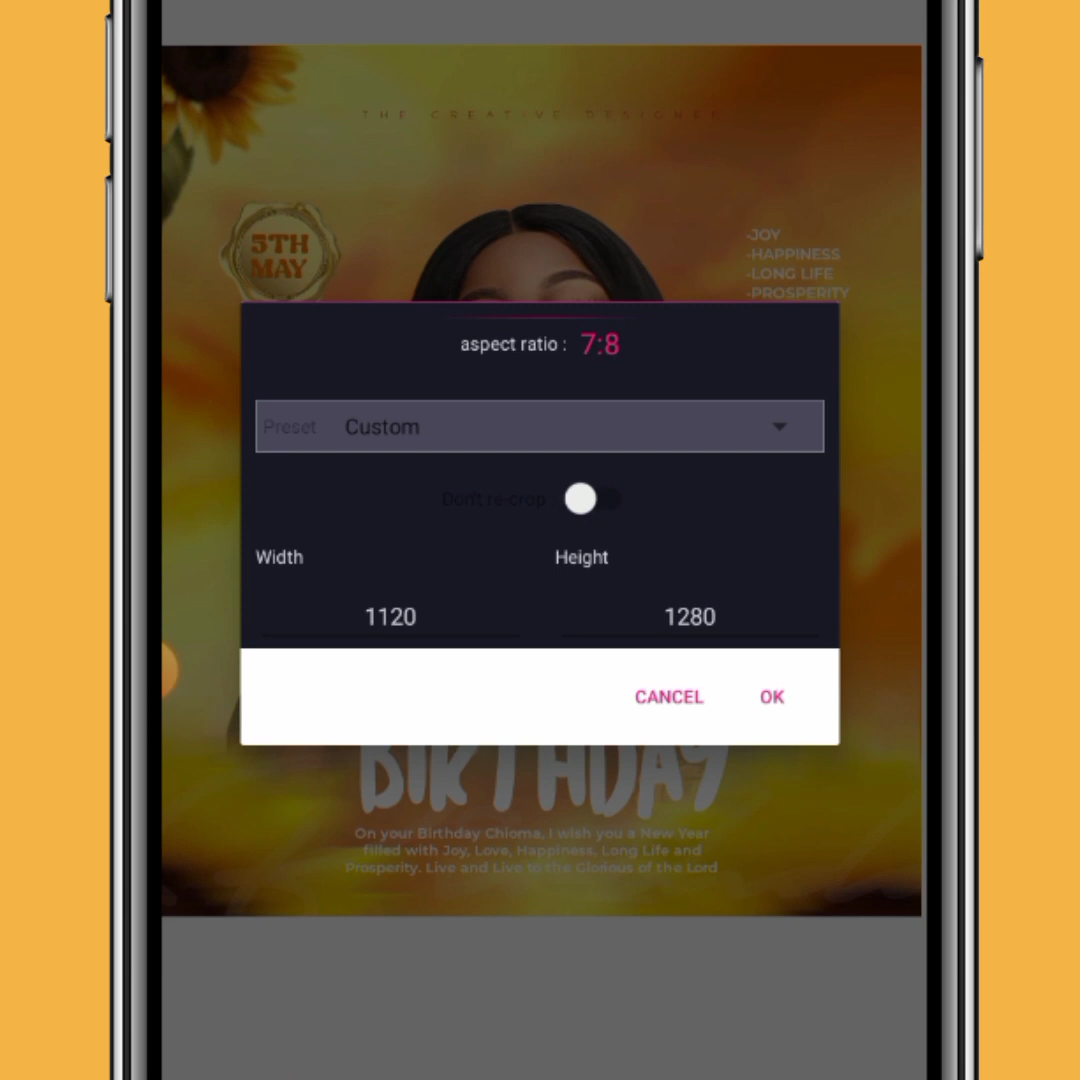 THE CREATIVE DESIGNER
5TH
MAY
-JOY
-HAPPINESS
-LONG LIFE
-PROSPERITY
aspect ratio : 7:8
Preset Custom
Don't re-crop
Width Height
1120 1280
CANCEL OK
BIRTHDAY
On your Birthday Chioma, I wish you a New Year
filled with Joy, Love, Happiness, Long Life and
Prosperity. Live and Live to the Glorious of the Lord